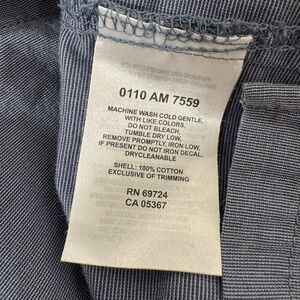 0110 AM 7559
MACHINE WASH COLD GENTLE,
WITH LIKE COLORS,
DO NOT BLEACH,
TUMBLE DRY LOW,
REMOVE PROMPTLY, IRON LOW,
IF PRESENT DO NOT IRON DECAL,
DRYCLEANABLE
SHELL: 100% COTTON
EXCLUSIVE OF TRIMMING
RN 69724
CA 05367